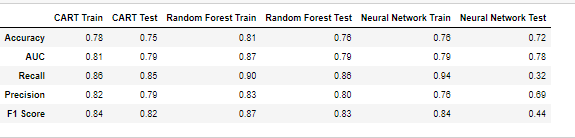 CART Train CART Test Random Forest Train Random Forest Test Neural Network Train Neural Network Test
Accuracy 0.78 0.75 0.81 0.76 0.76 0.72
AUC 0.81 0.79 0.87 0.79 0.79 0.78
Recall 0.86 0.85 0.90 0.86 0.94 0.32
Precision 0.82 0.79 0.83 0.80 0.76 0.69
F1 Score 0.84 0.82 0.87 0.83 0.84 0.44